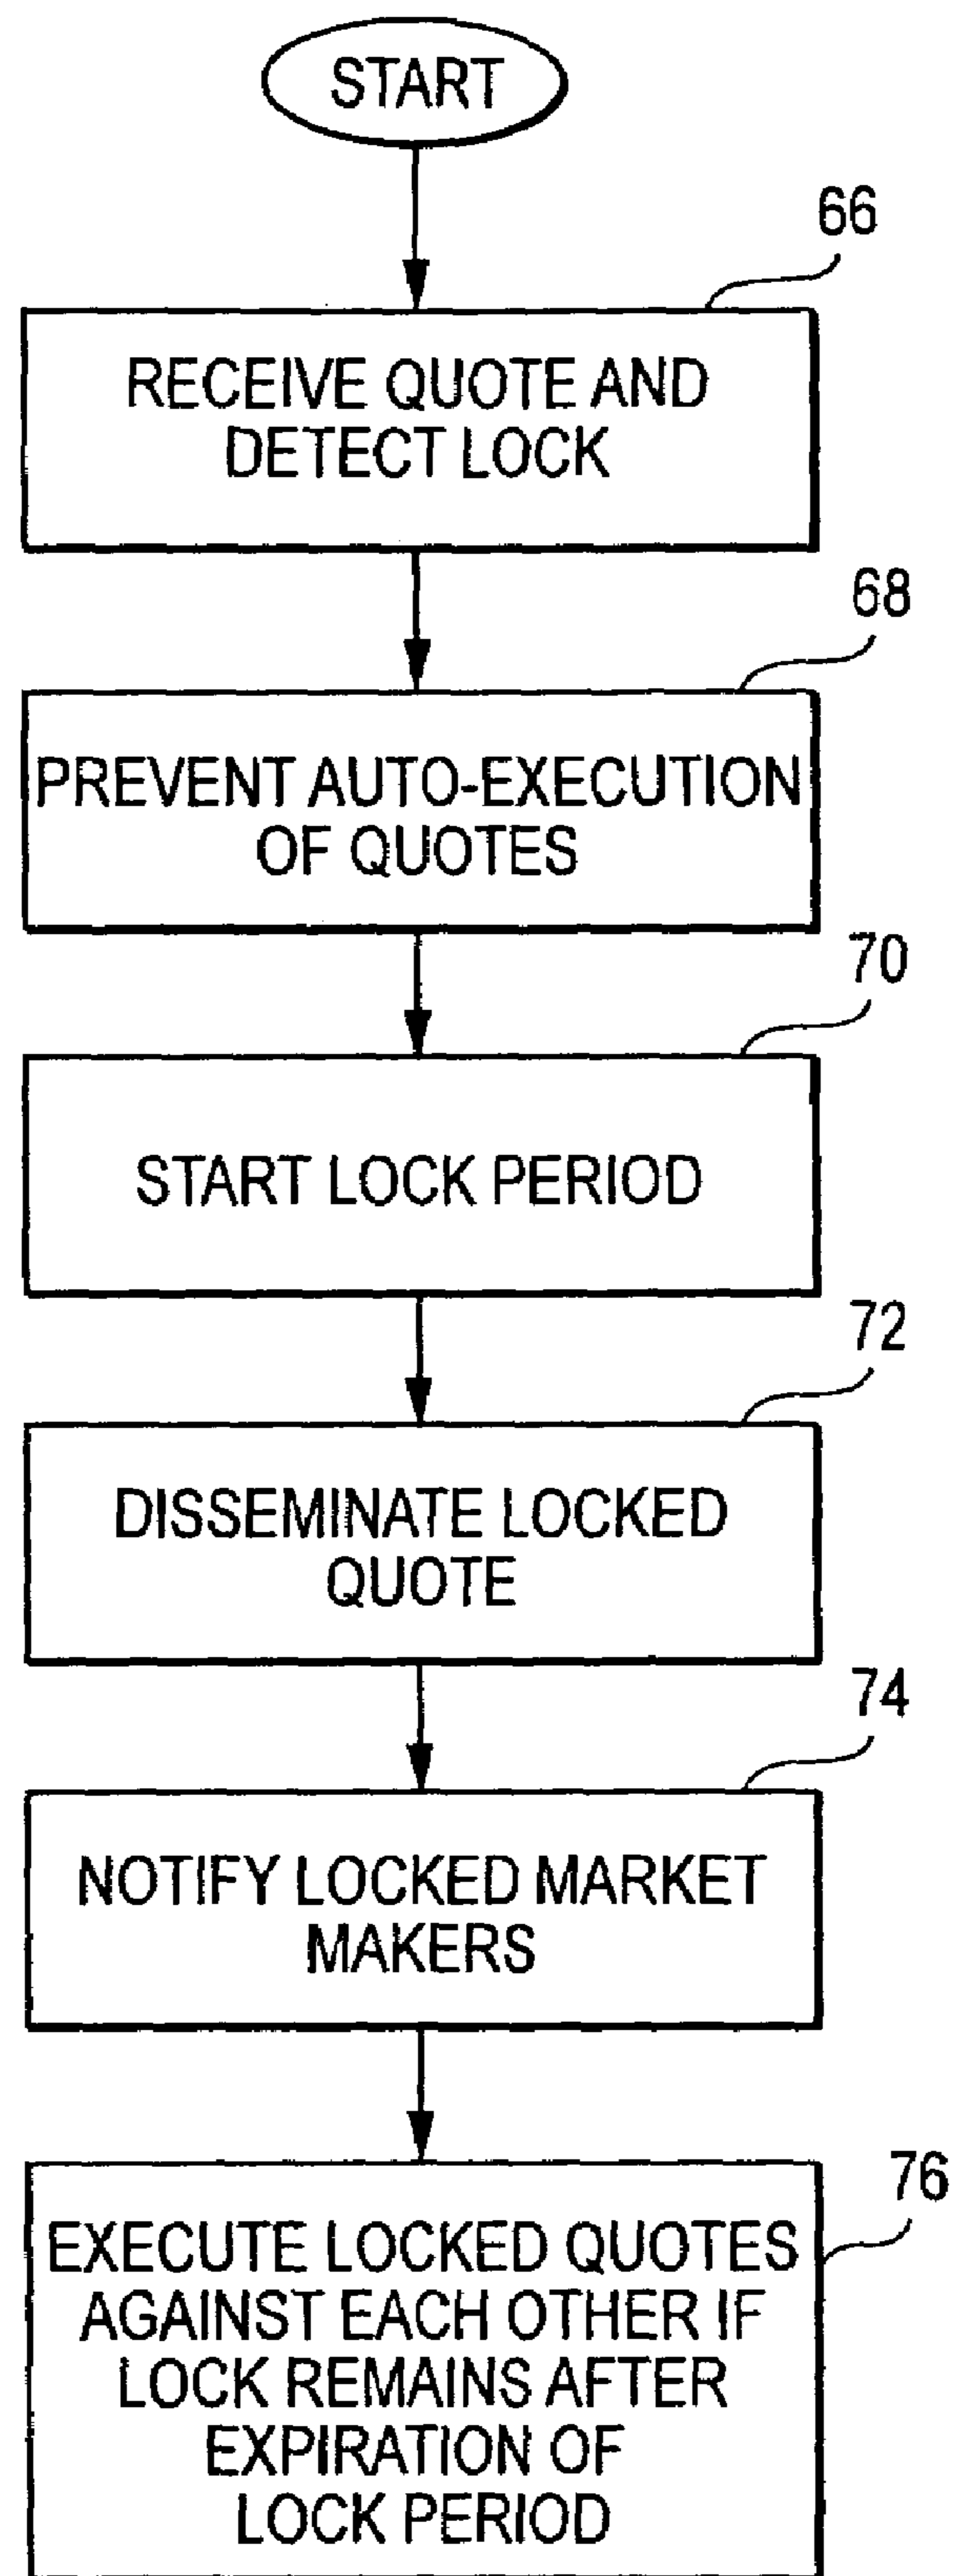 START
66
RECEIVE QUOTE AND
DETECT LOCK
68
PREVENT AUTO-EXECUTION
OF QUOTES
70
START LOCK PERIOD
72
DISSEMINATE LOCKED
QUOTE
74
NOTIFY LOCKED MARKET
MAKERS
76
EXECUTE LOCKED QUOTES
AGAINST EACH OTHER IF
LOCK REMAINS AFTER
EXPIRATION OF
LOCK PERIOD